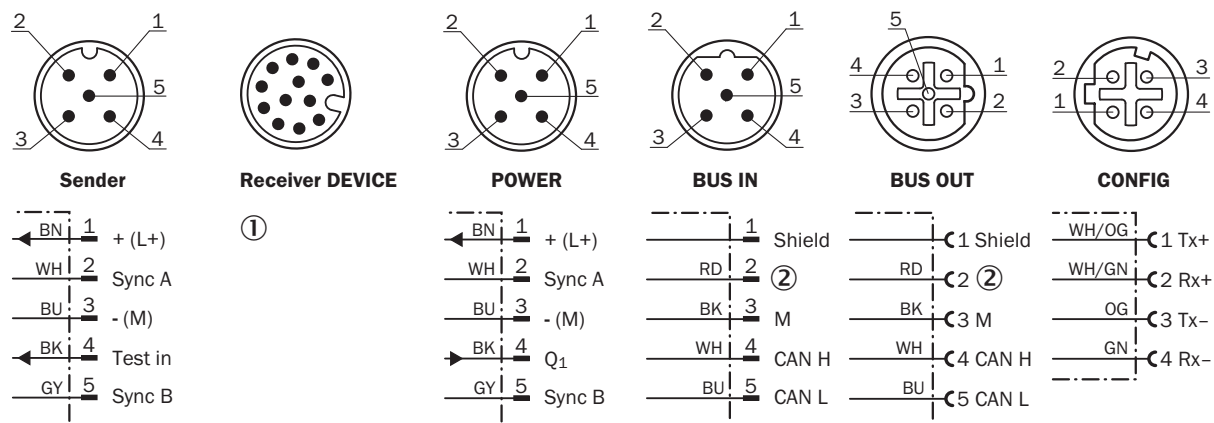 2 1 5 3 4
2 1 5 3 4
2 1 5 3 4
5 4 1 3 2
2 3 1 4
Sender
Receiver DEVICE
POWER
BUS IN
BUS OUT
CONFIG
BN 1 + (L+)
WH 2 Sync A
BU 3 - (M)
BK 4 Test in
GY 5 Sync B
①
BN 1 + (L+)
WH 2 Sync A
BU 3 - (M)
BK 4 Q1
GY 5 Sync B
1 Shield
RD 2 ②
BK 3 M
WH 4 CAN H
BU 5 CAN L
1 Shield
RD 2 ②
BK 3 M
WH 4 CAN H
BU 5 CAN L
WH/OG 1 Tx+
WH/GN 2 Rx+
OG 3 Tx–
GN 4 Rx–